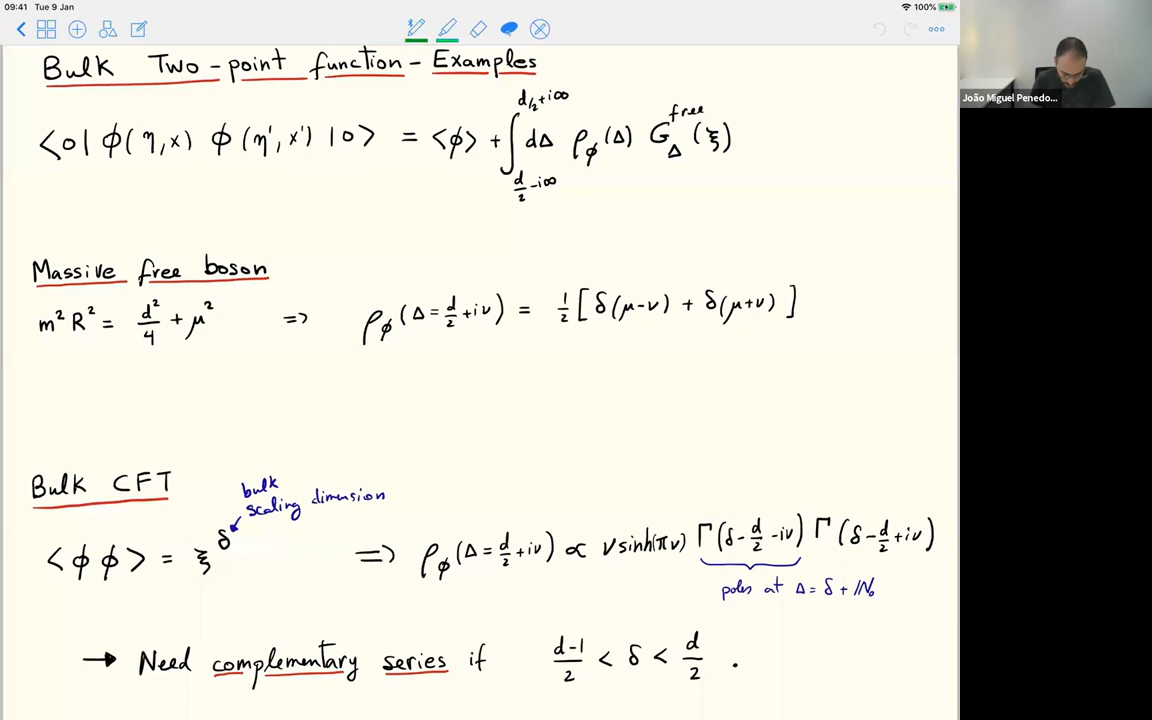 09:41 Tue 9 Jan
100%
João Miguel Penedo...
Bulk Two-point function - Examples
<0| ϕ(η,x) ϕ(η',x') |0> = <ϕ> + ∫_{d/2-i∞}^{d/2+i∞} dΔ ρ_ϕ(Δ) G_Δ^{free}(ξ)
Massive free boson
m²R² = d²/4 + μ² => ρ_ϕ(Δ = d/2 + iν) = 1/2 [δ(μ-ν) + δ(μ+ν)]
Bulk CFT
bulk scaling dimension
<ϕϕ> = ξ^δ => ρ_ϕ(Δ = d/2 + iν) ∝ ν sinh(πν) Γ(δ - d/2 - iν) Γ(δ - d/2 + iν)
poles at Δ = δ + ℕ₀
→ Need complementary series if (d-1)/2 < δ < d/2 .